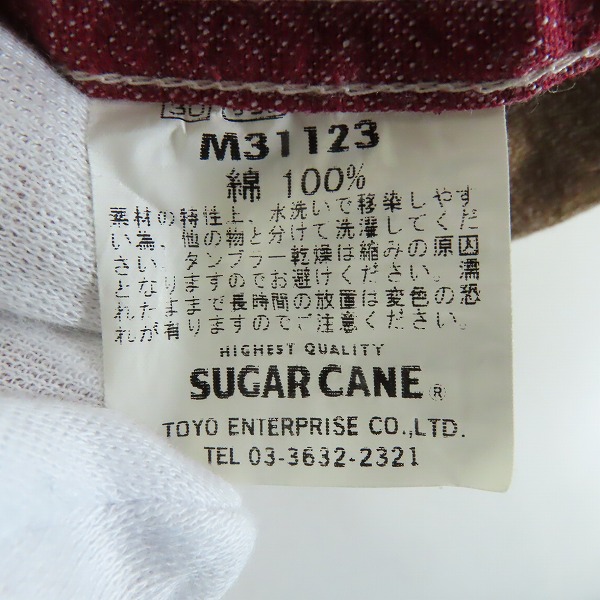 M31123
綿 100%
素材の特性上、水洗いで移染しやす
い為、他の物と分けて洗濯してくだ
さい。タンブラー乾燥は縮みの原因
となりますのでお避けください。濡
れたままで長時間の放置は変色の恐
れが有りますのでご注意ください。
HIGHEST QUALITY
SUGAR CANE ®
TOYO ENTERPRISE CO.,LTD.
TEL 03-3632-2321